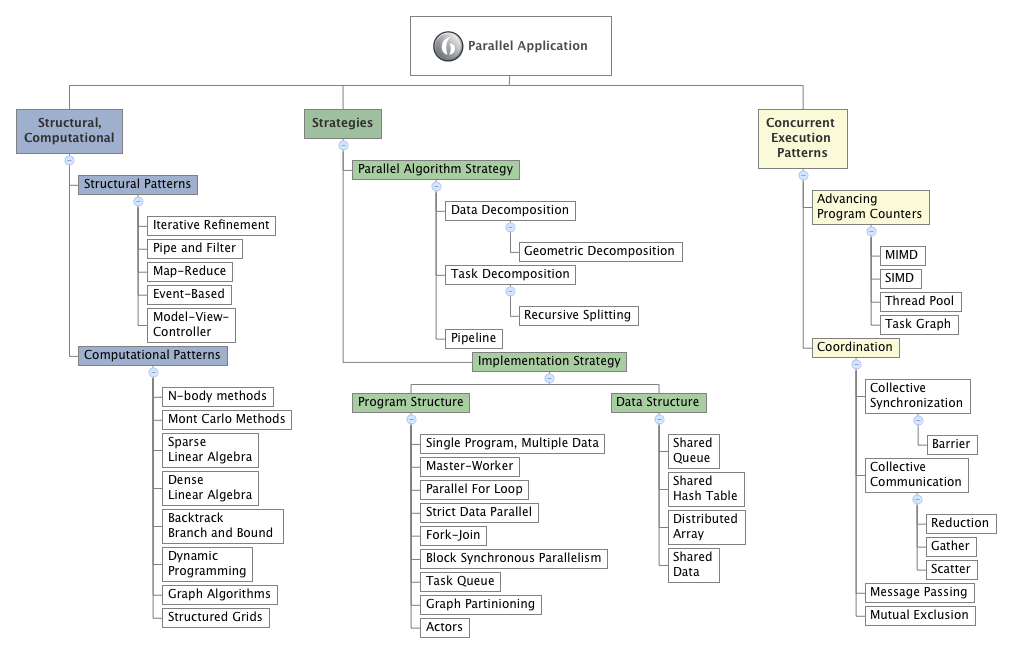 Parallel Application
Structural,
Computational
Structural Patterns
Iterative Refinement
Pipe and Filter
Map-Reduce
Event-Based
Model-View-
Controller
Computational Patterns
N-body methods
Mont Carlo Methods
Sparse
Linear Algebra
Dense
Linear Algebra
Backtrack
Branch and Bound
Dynamic
Programming
Graph Algorithms
Structured Grids
Strategies
Parallel Algorithm Strategy
Data Decomposition
Geometric Decomposition
Task Decomposition
Recursive Splitting
Pipeline
Implementation Strategy
Program Structure
Single Program, Multiple Data
Master-Worker
Parallel For Loop
Strict Data Parallel
Fork-Join
Block Synchronous Parallelism
Task Queue
Graph Partinioning
Actors
Data Structure
Shared
Queue
Shared
Hash Table
Distributed
Array
Shared
Data
Concurrent
Execution
Patterns
Advancing
Program Counters
MIMD
SIMD
Thread Pool
Task Graph
Coordination
Collective
Synchronization
Barrier
Collective
Communication
Reduction
Gather
Scatter
Message Passing
Mutual Exclusion